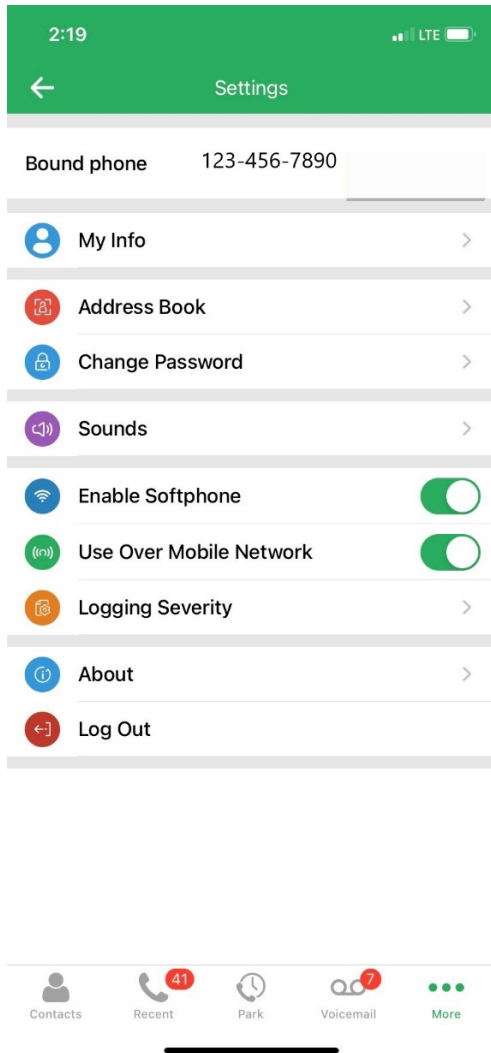 2:19 LTE
Settings
Bound phone 123-456-7890
My Info
Address Book
Change Password
Sounds
Enable Softphone
Use Over Mobile Network
Logging Severity
About
Log Out
41 7
Contacts Recent Park Voicemail More